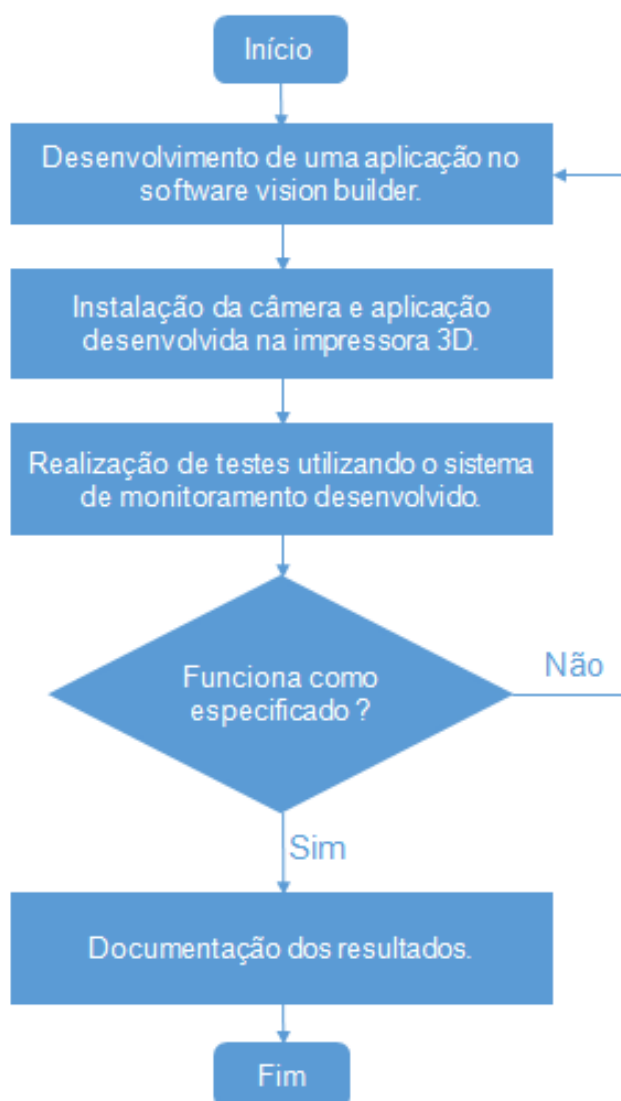 Início
Desenvolvimento de uma aplicação no
software vision builder.
Instalação da câmera e aplicação
desenvolvida na impressora 3D.
Realização de testes utilizando o sistema
de monitoramento desenvolvido.
Funciona como
especificado ?
Não
Sim
Documentação dos resultados.
Fim